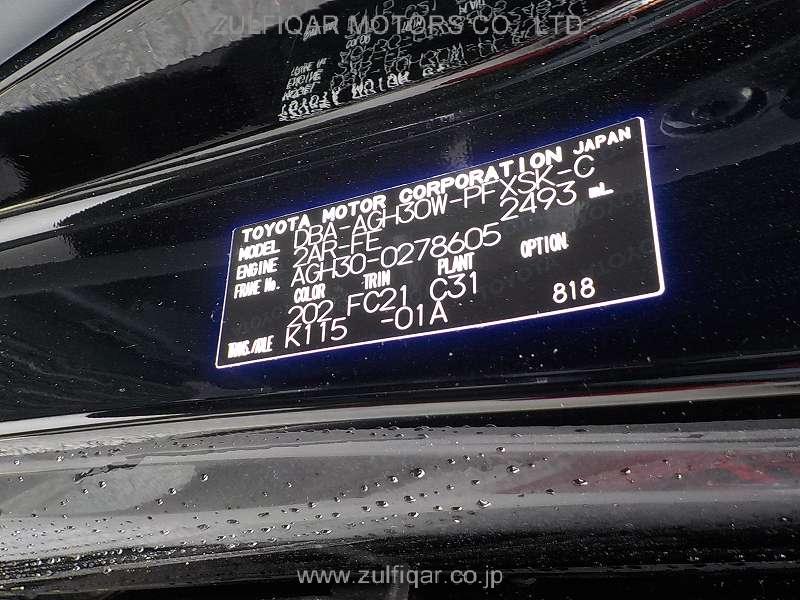 ZULFIQAR MOTORS CO., LTD
TOYOTA MOTOR CORPORATION JAPAN
MODEL DBA-AGH30W-PFXSK-C
ENGINE 2AR-FE 2493 mL
FRAME No. AGH30-0278605
COLOR TRIM PLANT OPTION
202 FC21 C31
TRANS./AXLE K115 -01A 818
www.zulfiqar.co.jp